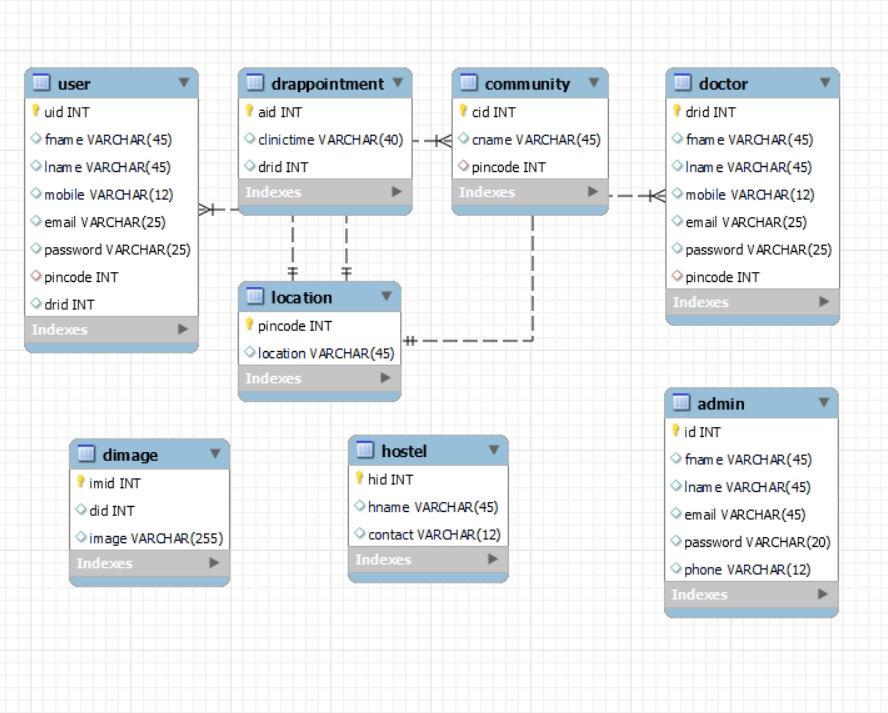 user
uid INT
fname VARCHAR(45)
lname VARCHAR(45)
mobile VARCHAR(12)
email VARCHAR(25)
password VARCHAR(25)
pincode INT
drid INT
Indexes
drappointment
aid INT
clinictime VARCHAR(40)
drid INT
Indexes
community
cid INT
cname VARCHAR(45)
pincode INT
Indexes
doctor
drid INT
fname VARCHAR(45)
lname VARCHAR(45)
mobile VARCHAR(12)
email VARCHAR(25)
password VARCHAR(25)
pincode INT
Indexes
location
pincode INT
location VARCHAR(45)
Indexes
dimage
imid INT
did INT
image VARCHAR(255)
Indexes
hostel
hid INT
hname VARCHAR(45)
contact VARCHAR(12)
Indexes
admin
id INT
fname VARCHAR(45)
lname VARCHAR(45)
email VARCHAR(45)
password VARCHAR(20)
phone VARCHAR(12)
Indexes